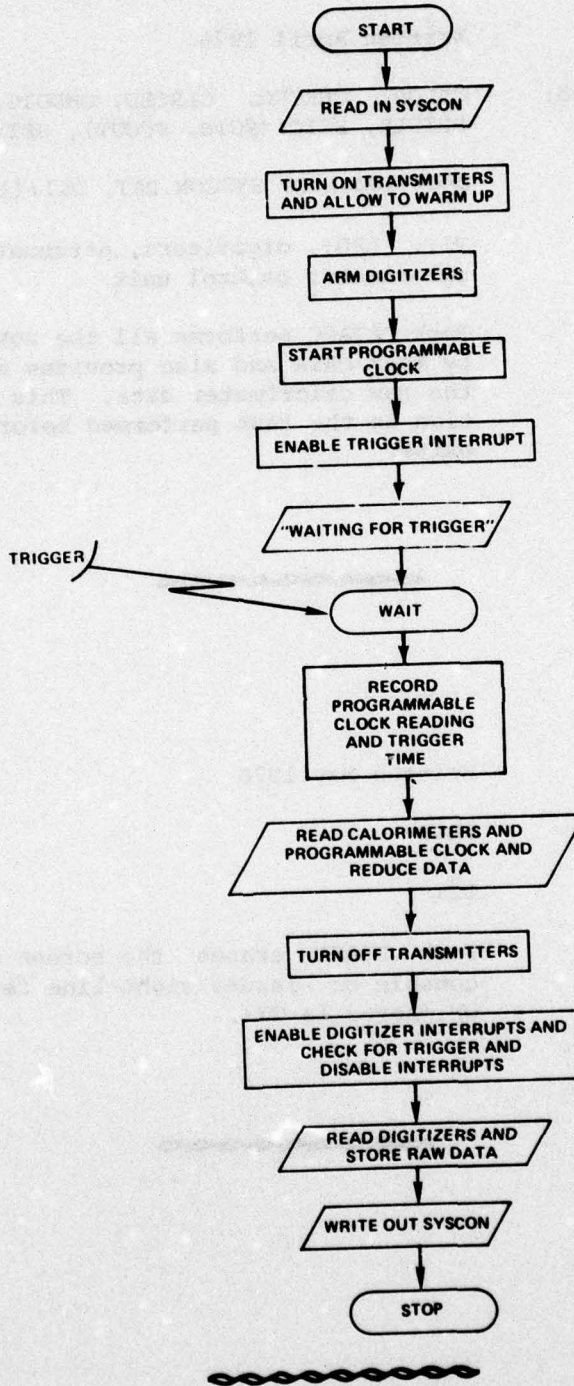 START
READ IN SYSCON
TURN ON TRANSMITTERS
AND ALLOW TO WARM UP
ARM DIGITIZERS
START PROGRAMMABLE
CLOCK
ENABLE TRIGGER INTERRUPT
"WAITING FOR TRIGGER"
TRIGGER
WAIT
RECORD
PROGRAMMABLE
CLOCK READING
AND TRIGGER
TIME
READ CALORIMETERS AND
PROGRAMMABLE CLOCK AND
REDUCE DATA
TURN OFF TRANSMITTERS
ENABLE DIGITIZER INTERRUPTS AND
CHECK FOR TRIGGER AND
DISABLE INTERRUPTS
READ DIGITIZERS AND
STORE RAW DATA
WRITE OUT SYSCON
STOP